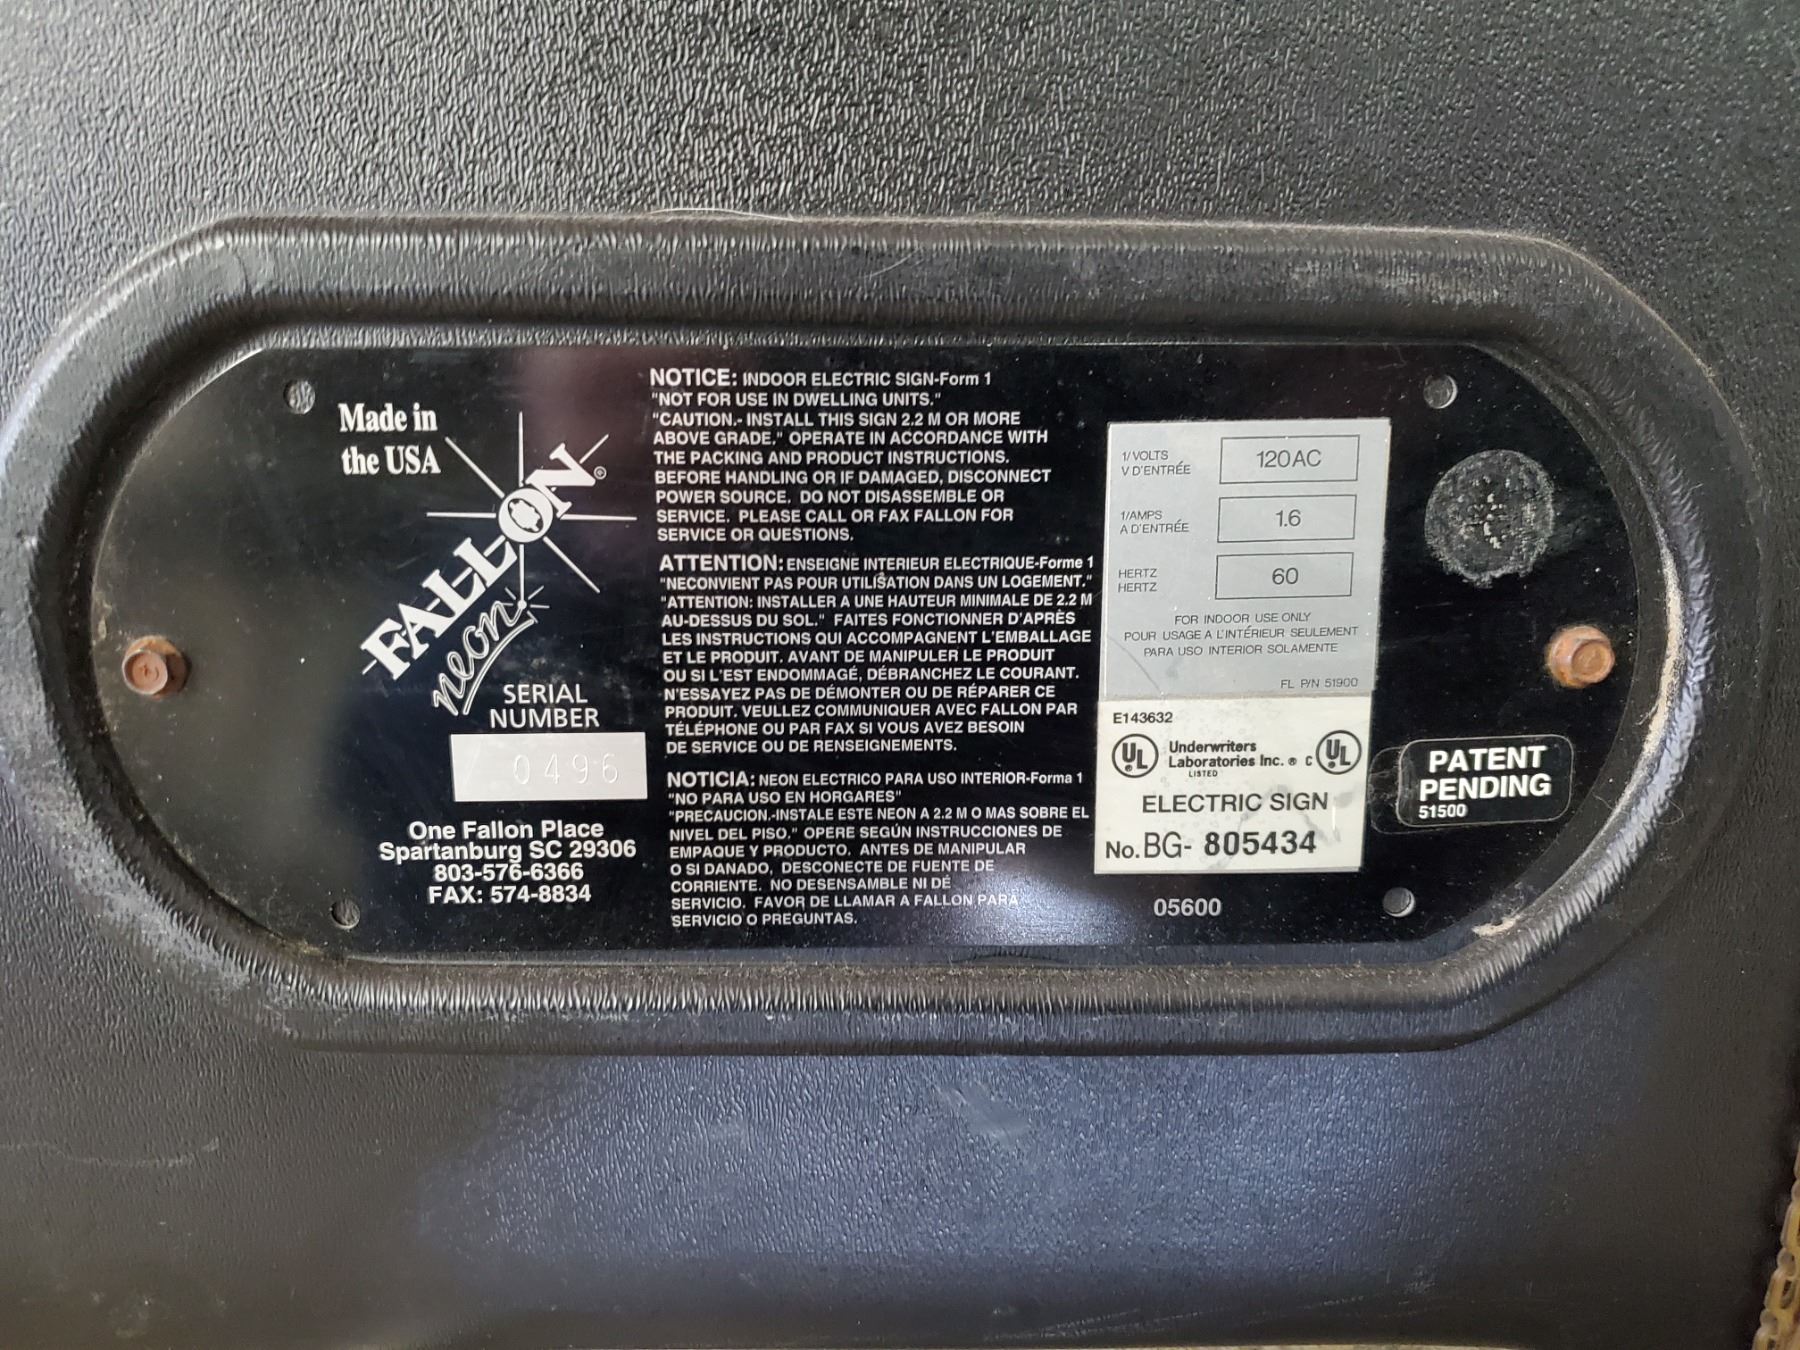 Made in
the USA
FALLON®
neon
SERIAL
NUMBER
0496
One Fallon Place
Spartanburg SC 29306
803-576-6366
FAX: 574-8834
NOTICE: INDOOR ELECTRIC SIGN-Form 1
"NOT FOR USE IN DWELLING UNITS."
"CAUTION.- INSTALL THIS SIGN 2.2 M OR MORE
ABOVE GRADE." OPERATE IN ACCORDANCE WITH
THE PACKING AND PRODUCT INSTRUCTIONS.
BEFORE HANDLING OR IF DAMAGED, DISCONNECT
POWER SOURCE. DO NOT DISASSEMBLE OR
SERVICE. PLEASE CALL OR FAX FALLON FOR
SERVICE OR QUESTIONS.
ATTENTION: ENSEIGNE INTERIEUR ELECTRIQUE-Forme 1
"NECONVIENT PAS POUR UTILISATION DANS UN LOGEMENT."
"ATTENTION: INSTALLER A UNE HAUTEUR MINIMALE DE 2.2 M
AU-DESSUS DU SOL." FAITES FONCTIONNER D'APRÈS
LES INSTRUCTIONS QUI ACCOMPAGNENT L'EMBALLAGE
ET LE PRODUIT. AVANT DE MANIPULER LE PRODUIT
OU SI L'EST ENDOMMAGÉ, DÉBRANCHEZ LE COURANT.
N'ESSAYEZ PAS DE DÉMONTER OU DE RÉPARER CE
PRODUIT. VEULLEZ COMMUNIQUER AVEC FALLON PAR
TÉLÉPHONE OU PAR FAX SI VOUS AVEZ BESOIN
DE SERVICE OU DE RENSEIGNEMENTS.
NOTICIA: NEON ELECTRICO PARA USO INTERIOR-Forma 1
"NO PARA USO EN HORGARES"
"PRECAUCION.-INSTALE ESTE NEON A 2.2 M O MAS SOBRE EL
NIVEL DEL PISO." OPERE SEGÚN INSTRUCCIONES DE
EMPAQUE Y PRODUCTO. ANTES DE MANIPULAR
O SI DANADO, DESCONECTE DE FUENTE DE
CORRIENTE. NO DESENSAMBLE NI DÉ
SERVICIO. FAVOR DE LLAMAR A FALLON PARA
SERVICIO O PREGUNTAS.
1/VOLTS
V D'ENTRÉE
120AC
1/AMPS
A D'ENTRÉE
1.6
HERTZ
HERTZ
60
FOR INDOOR USE ONLY
POUR USAGE A L'INTÉRIEUR SEULEMENT
PARA USO INTERIOR SOLAMENTE
FL P/N 51900
E143632
UL Underwriters
Laboratories Inc. ® c UL
LISTED
ELECTRIC SIGN
No. BG- 805434
05600
PATENT
PENDING
51500